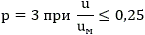 p = 3 при u/uм ≤ 0,25